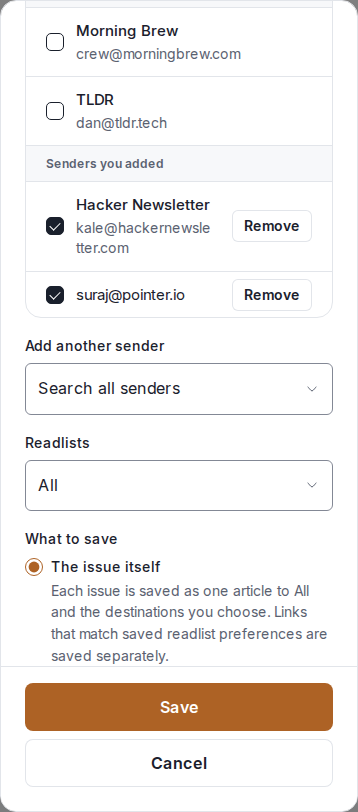 Morning Brew
crew@morningbrew.com
TLDR
dan@tldr.tech
Senders you added
Hacker Newsletter
kale@hackernewsle
tter.com
Remove
suraj@pointer.io
Remove
Add another sender
Search all senders
Readlists
All
What to save
The issue itself
Each issue is saved as one article to All
and the destinations you choose. Links
that match saved readlist preferences are
saved separately.
Save
Cancel